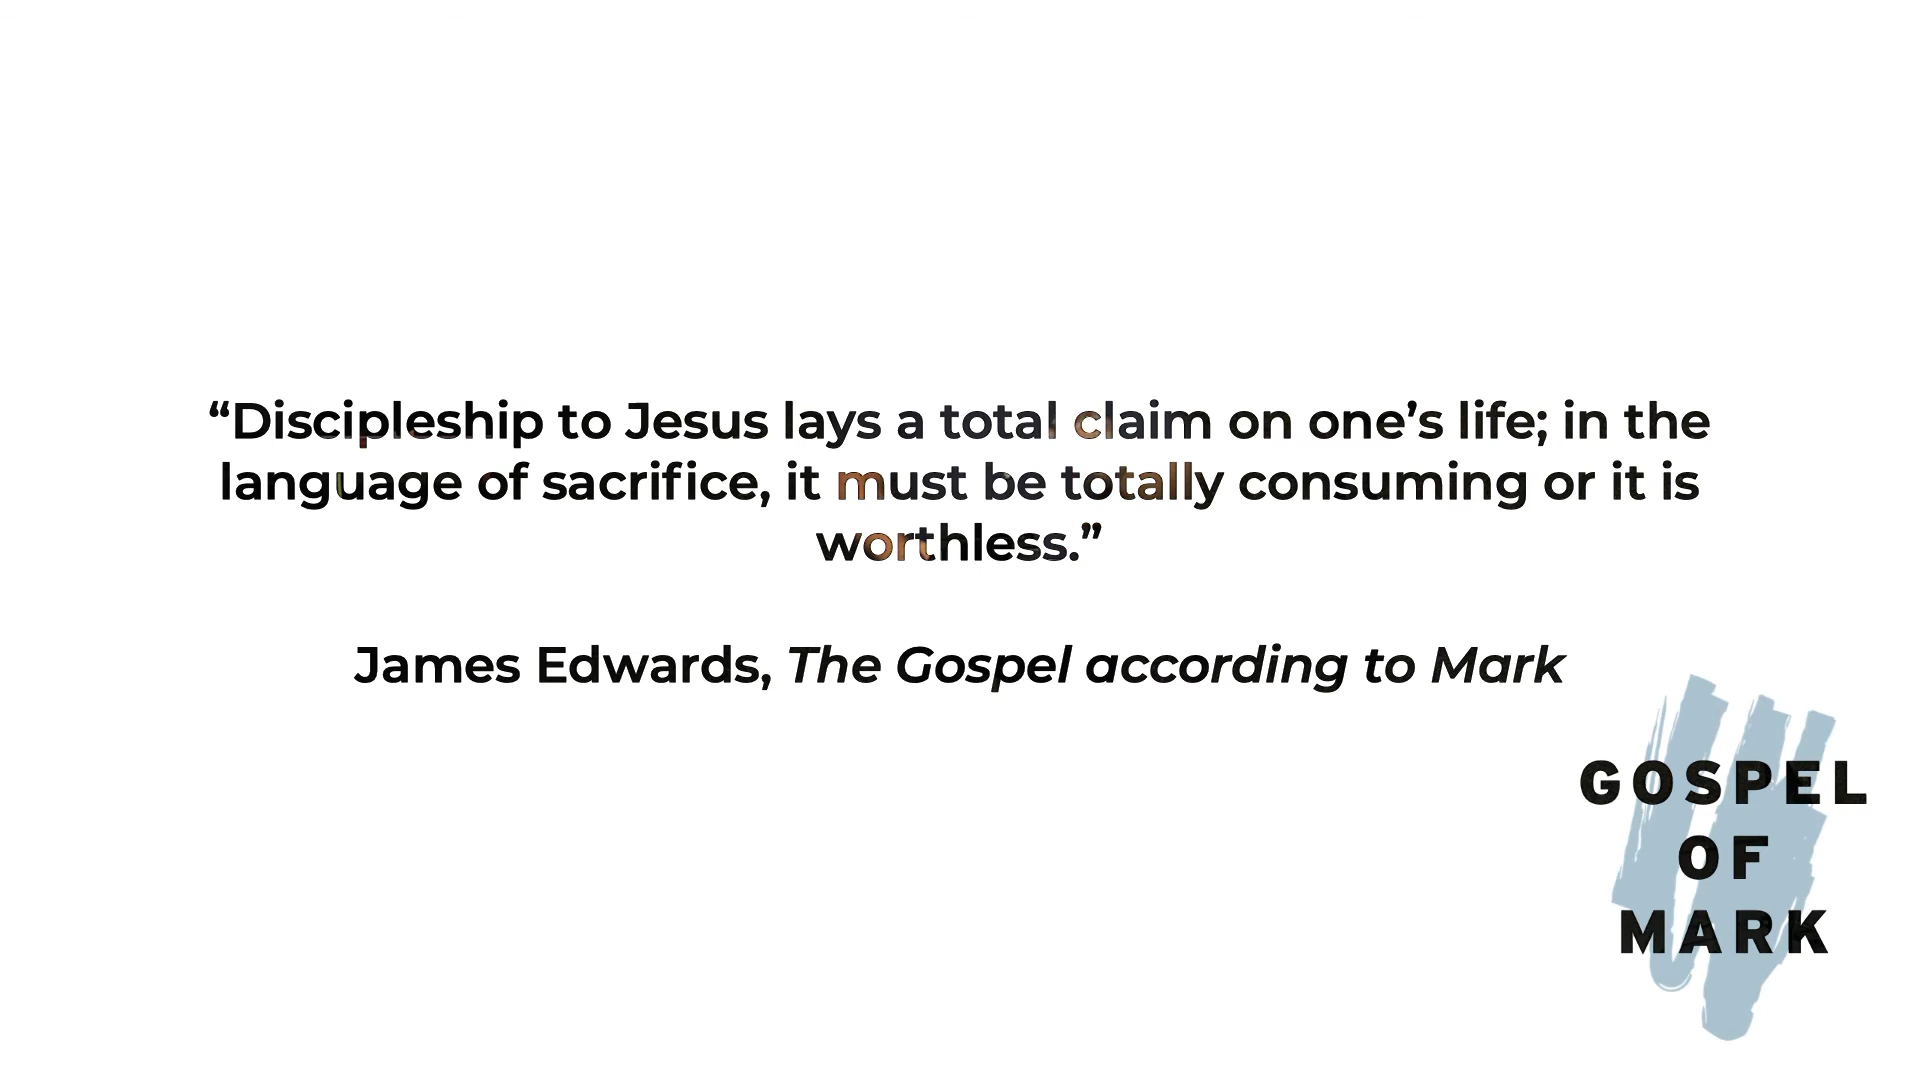 “Discipleship to Jesus lays a total claim on one’s life; in the
language of sacrifice, it must be totally consuming or it is
worthless.”
James Edwards, The Gospel according to Mark
GOSPEL
OF
MARK